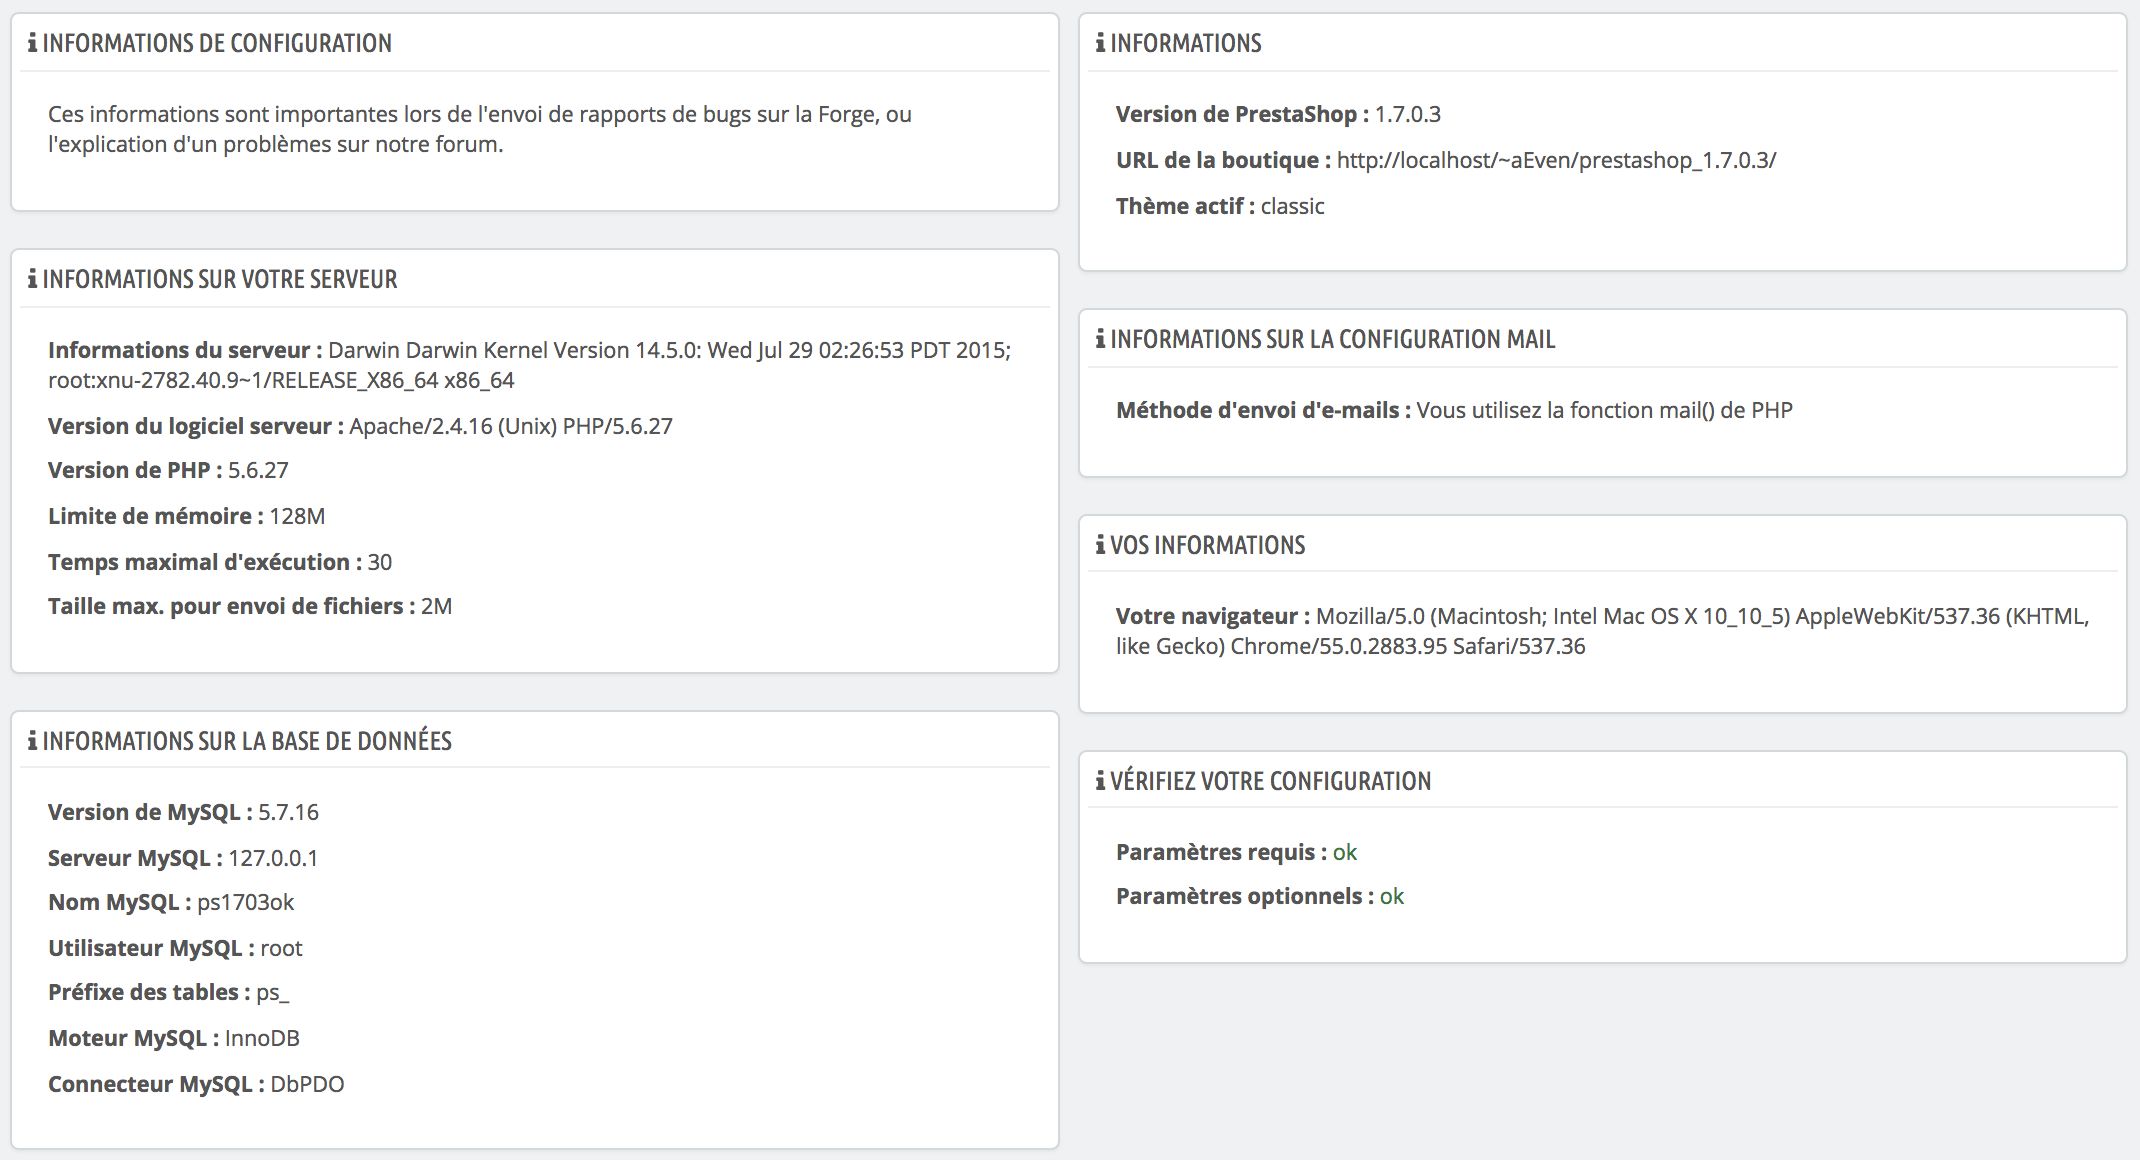 INFORMATIONS DE CONFIGURATION
Ces informations sont importantes lors de l'envoi de rapports de bugs sur la Forge, ou
l'explication d'un problèmes sur notre forum.
INFORMATIONS SUR VOTRE SERVEUR
Informations du serveur : Darwin Darwin Kernel Version 14.5.0: Wed Jul 29 02:26:53 PDT 2015;
root:xnu-2782.40.9~1/RELEASE_X86_64 x86_64
Version du logiciel serveur : Apache/2.4.16 (Unix) PHP/5.6.27
Version de PHP : 5.6.27
Limite de mémoire : 128M
Temps maximal d'exécution : 30
Taille max. pour envoi de fichiers : 2M
INFORMATIONS SUR LA BASE DE DONNÉES
Version de MySQL : 5.7.16
Serveur MySQL : 127.0.0.1
Nom MySQL : ps1703ok
Utilisateur MySQL : root
Préfixe des tables : ps_
Moteur MySQL : InnoDB
Connecteur MySQL : DbPDO
INFORMATIONS
Version de PrestaShop : 1.7.0.3
URL de la boutique : http://localhost/~aEven/prestashop_1.7.0.3/
Thème actif : classic
INFORMATIONS SUR LA CONFIGURATION MAIL
Méthode d'envoi d'e-mails : Vous utilisez la fonction mail() de PHP
VOS INFORMATIONS
Votre navigateur : Mozilla/5.0 (Macintosh; Intel Mac OS X 10_10_5) AppleWebKit/537.36 (KHTML,
like Gecko) Chrome/55.0.2883.95 Safari/537.36
VÉRIFIEZ VOTRE CONFIGURATION
Paramètres requis : ok
Paramètres optionnels : ok